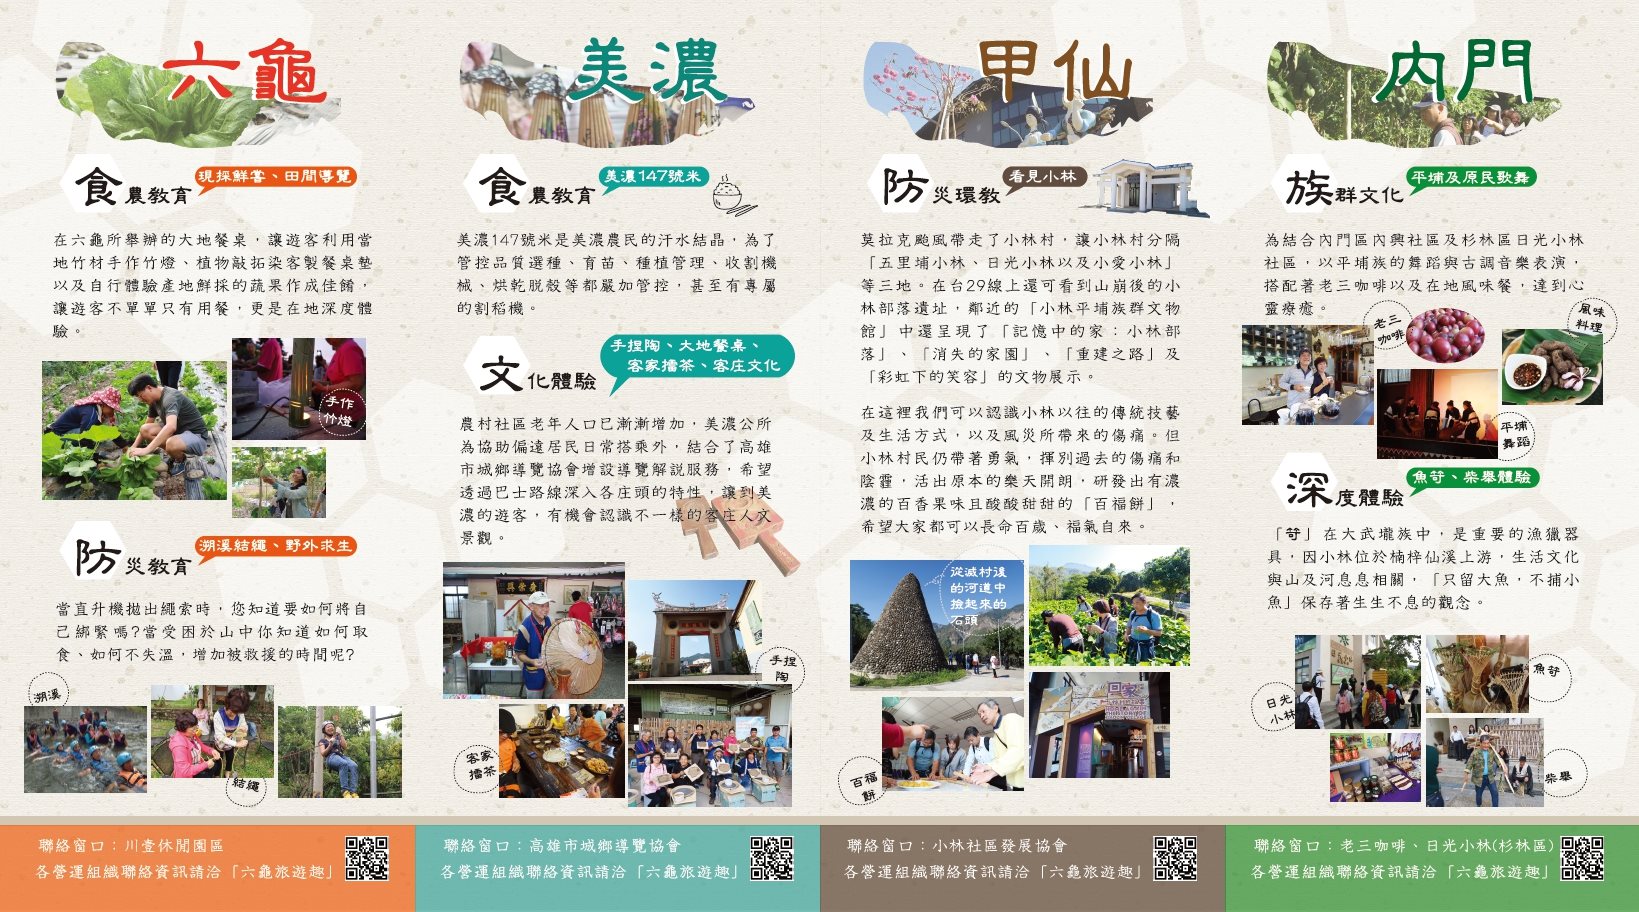 六龜
食農教育
現採鮮嘗、田間導覽
在六龜所舉辦的大地餐桌，讓遊客利用當
地竹材手作竹燈、植物敲拓染客製餐桌墊
以及自行體驗產地鮮採的蔬果作成佳餚，
讓遊客不單單只有用餐，更是在地深度體
驗。
手作
竹燈
防災教育
溯溪結繩、野外求生
當直升機拋出繩索時，您知道要如何將自
己綁緊嗎?當受困於山中你知道如何取
食、如何不失溫，增加被救援的時間呢?
溯溪
結繩
聯絡窗口：川壹休閒園區
各營運組織聯絡資訊請洽「六龜旅遊趣」
美濃
食農教育
美濃147號米
美濃147號米是美濃農民的汗水結晶，為了
管控品質選種、育苗、種植管理、收割機
械、烘乾脫殼等都嚴加管控，甚至有專屬
的割稻機。
文化體驗
手捏陶、大地餐桌、
客家擂茶、客庄文化
農村社區老年人口已漸漸增加，美濃公所
為協助偏遠居民日常搭乘外，結合了高雄
市城鄉導覽協會增設導覽解說服務，希望
透過巴士路線深入各庄頭的特性，讓到美
濃的遊客，有機會認識不一樣的客庄人文
景觀。
手捏
陶
客家
擂茶
聯絡窗口：高雄市城鄉導覽協會
各營運組織聯絡資訊請洽「六龜旅遊趣」
甲仙
防災環教
看見小林
莫拉克颱風帶走了小林村，讓小林村分隔
「五里埔小林、日光小林以及小愛小林」
等三地。在台29線上還可看到山崩後的小
林部落遺址，鄰近的「小林平埔族群文物
館」中還呈現了「記憶中的家：小林部
落」、「消失的家園」、「重建之路」及
「彩虹下的笑容」的文物展示。
在這裡我們可以認識小林以往的傳統技藝
及生活方式，以及風災所帶來的傷痛。但
小林村民仍帶著勇氣，揮別過去的傷痛和
陰霾，活出原本的樂天開朗，研發出有濃
濃的百香果味且酸酸甜甜的「百福餅」，
希望大家都可以長命百歲、福氣自來。
從滅村後
的河道中
撿起來的
石頭
回家
百福
餅
聯絡窗口：小林社區發展協會
各營運組織聯絡資訊請洽「六龜旅遊趣」
內門
族群文化
平埔及原民歌舞
為結合內門區內興社區及杉林區日光小林
社區，以平埔族的舞蹈與古調音樂表演，
搭配著老三咖啡以及在地風味餐，達到心
靈療癒。
老三
咖啡
風味
料理
平埔
舞蹈
深度體驗
魚笱、柴舉體驗
「笱」在大武壠族中，是重要的漁獵器
具，因小林位於楠梓仙溪上游，生活文化
與山及河息息相關，「只留大魚，不捕小
魚」保存著生生不息的觀念。
日光
小林
魚笱
柴舉
聯絡窗口：老三咖啡、日光小林(杉林區)
各營運組織聯絡資訊請洽「六龜旅遊趣」